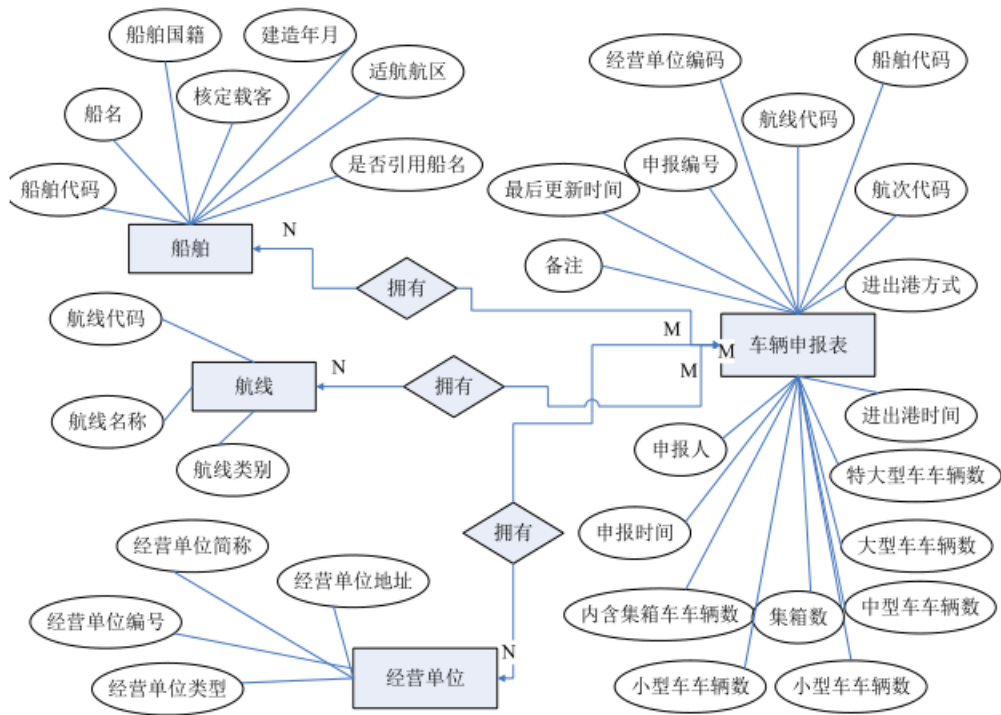 船舶国籍
建造年月
适航航区
核定载客
船名
是否引用船名
船舶代码
船舶
N
拥有
经营单位编码
船舶代码
航线代码
申报编号
最后更新时间
航次代码
备注
进出港方式
M
车辆申报表
M
M
航线代码
N
航线
拥有
航线名称
航线类别
进出港时间
申报人
特大型车车辆数
申报时间
大型车车辆数
内含集箱车车辆数
集箱数
中型车车辆数
小型车车辆数
小型车车辆数
拥有
经营单位简称
经营单位地址
经营单位编号
经营单位类型
N
经营单位